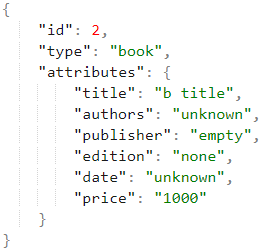 {
    "id": 2,
    "type": "book",
    "attributes": {
        "title": "b title",
        "authors": "unknown",
        "publisher": "empty",
        "edition": "none",
        "date": "unknown",
        "price": "1000"
    }
}